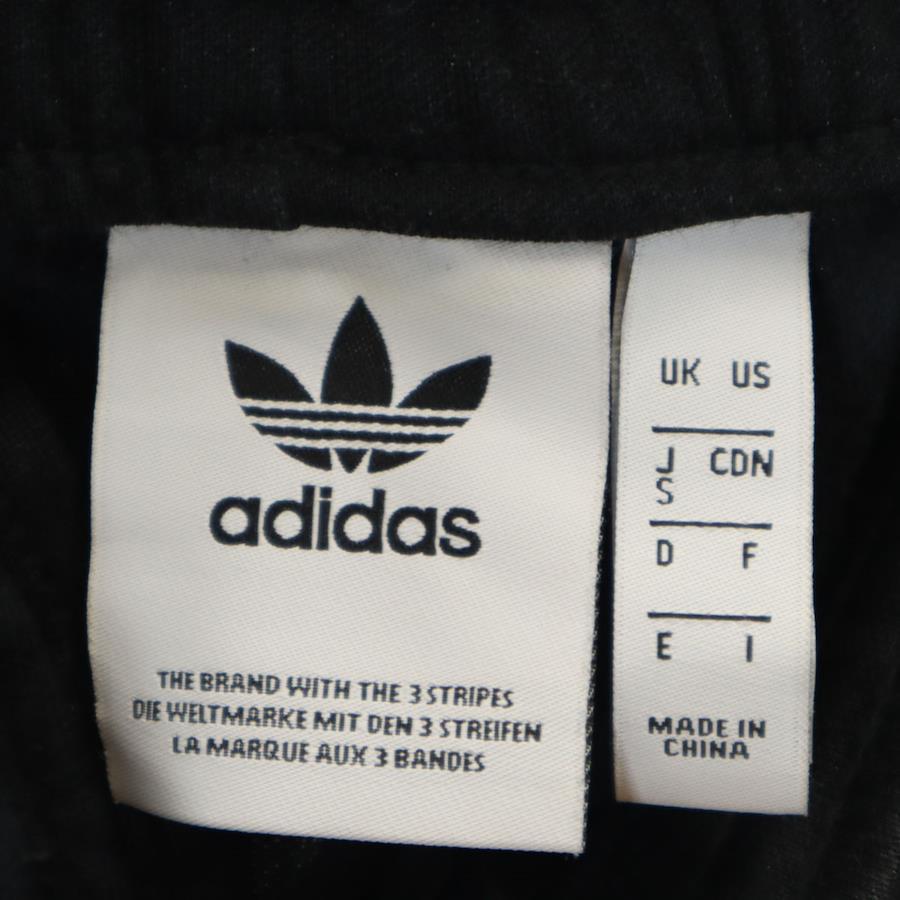 adidas
THE BRAND WITH THE 3 STRIPES
DIE WELTMARKE MIT DEN 3 STREIFEN
LA MARQUE AUX 3 BANDES
UK US
J CDN
S
D F
E I
MADE IN
CHINA